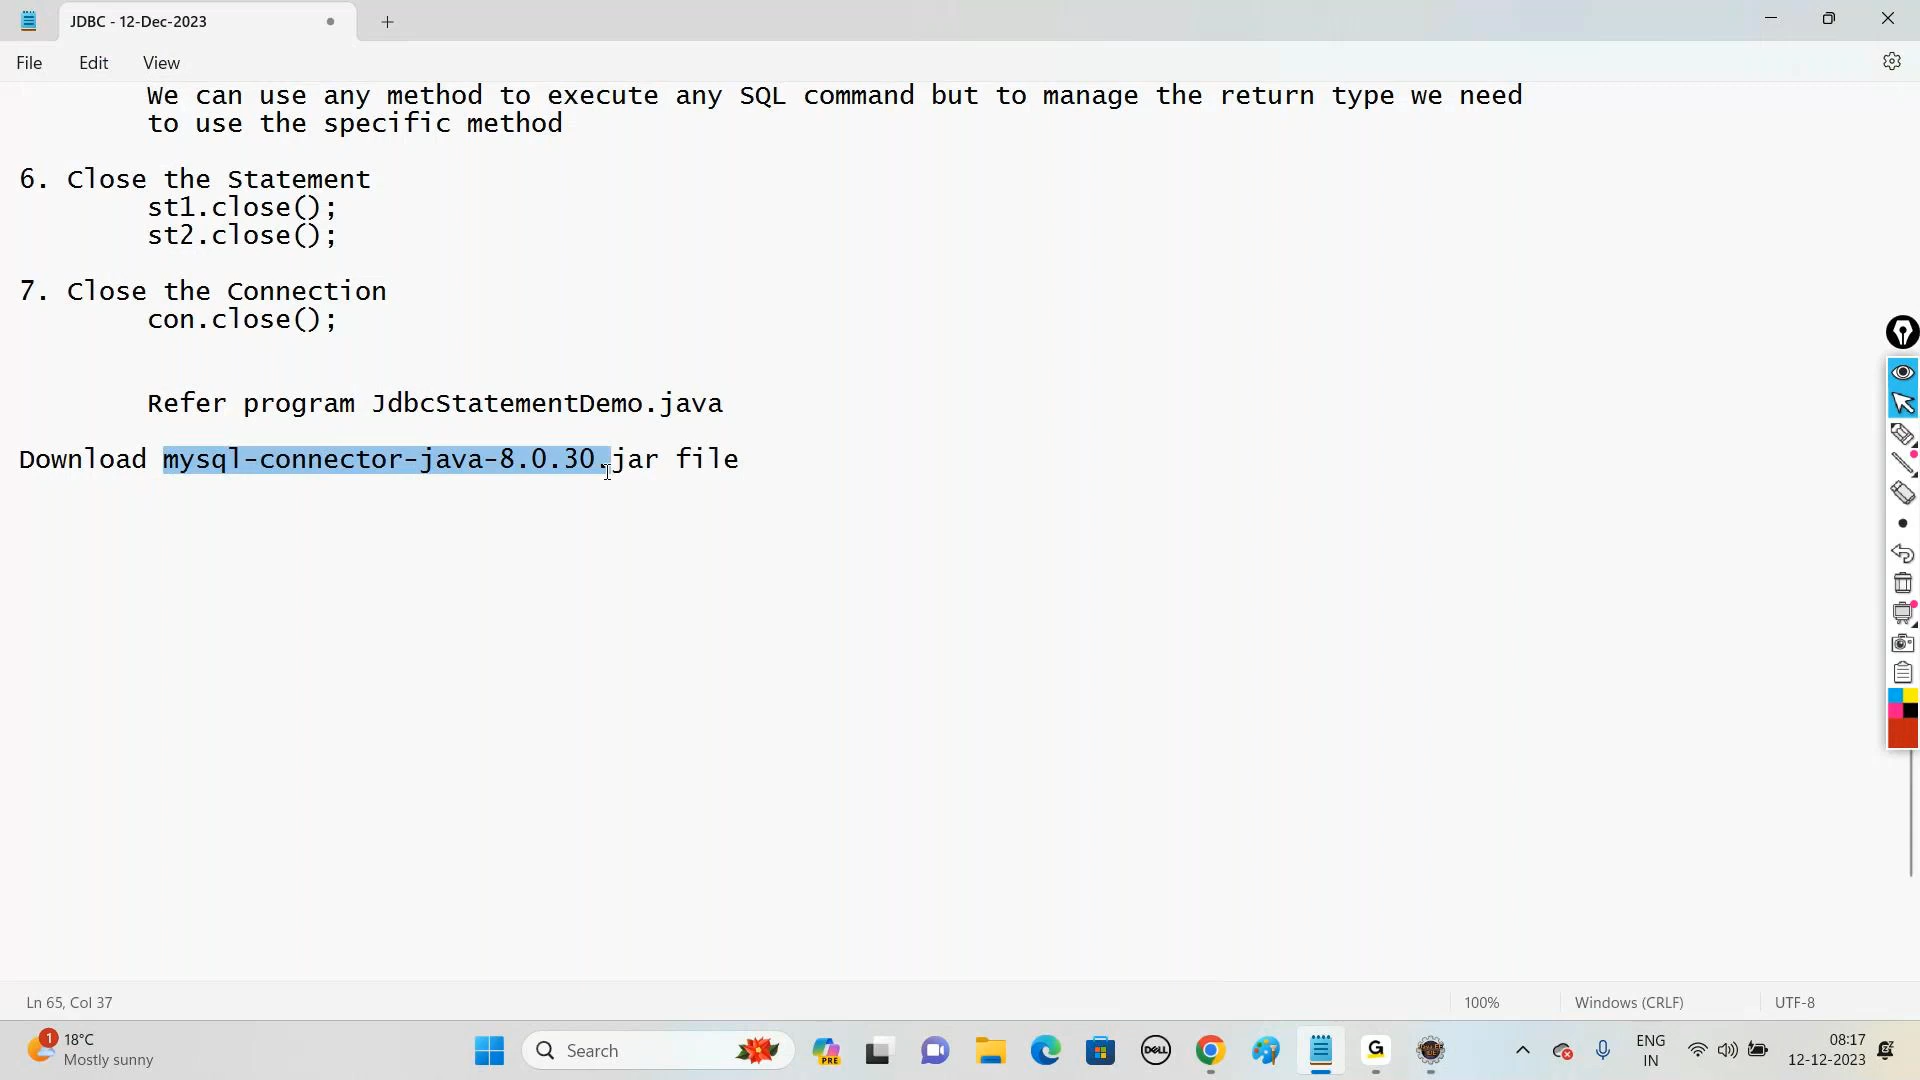 JDBC - 12-Dec-2023
File Edit View
We can use any method to execute any SQL command but to manage the return type we need
to use the specific method
6. Close the Statement
st1.close();
st2.close();
7. Close the Connection
con.close();
Refer program JdbcStatementDemo.java
Download mysql-connector-java-8.0.30.jar file
Ln 65, Col 37
100%
Windows (CRLF)
UTF-8
1
18°C
Mostly sunny
Search
PRE
DELL
G
ENG
IN
08:17
12-12-2023